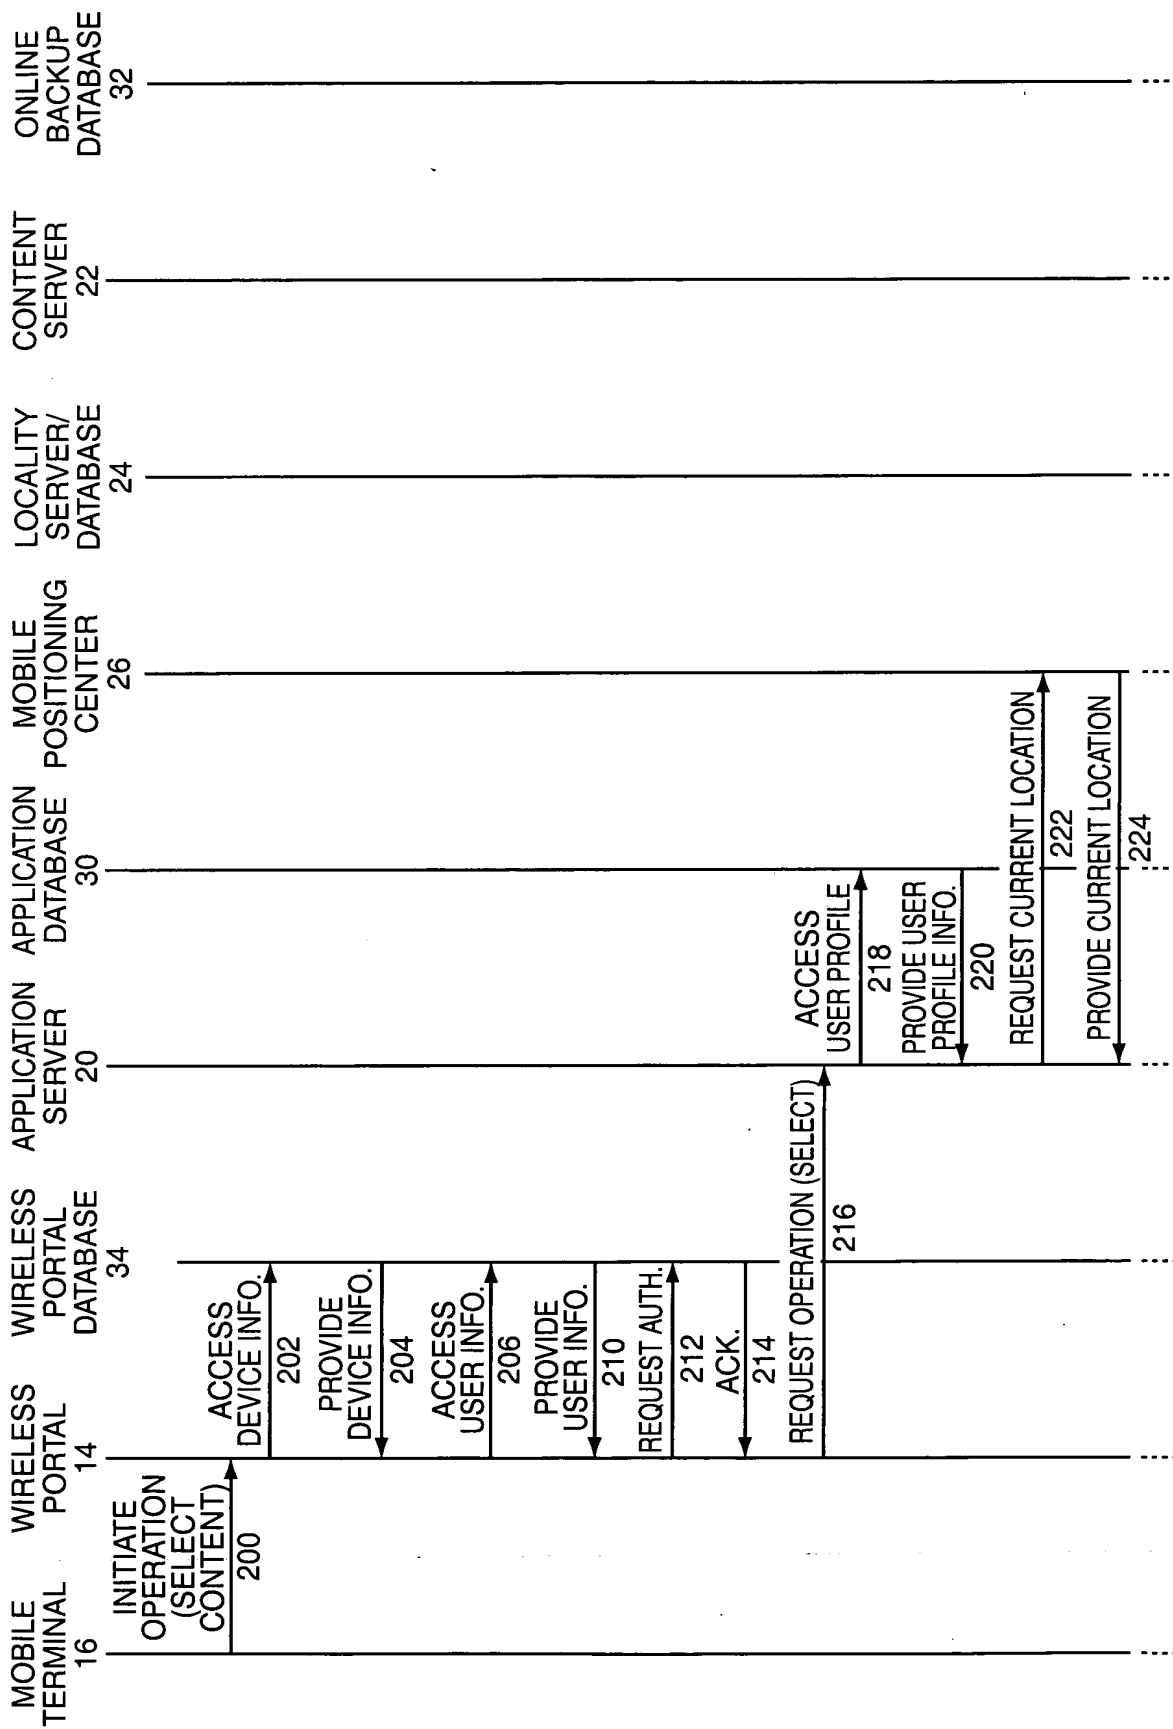 MOBILE
TERMINAL
16
WIRELESS
PORTAL
14
WIRELESS
PORTAL
DATABASE
34
APPLICATION
SERVER
20
APPLICATION
DATABASE
30
MOBILE
POSITIONING
CENTER
26
LOCALITY
SERVER/
DATABASE
24
CONTENT
SERVER
22
ONLINE
BACKUP
DATABASE
32
INITIATE
OPERATION
(SELECT
CONTENT)
200
ACCESS
DEVICE INFO.
202
PROVIDE
DEVICE INFO.
204
ACCESS
USER INFO.
206
PROVIDE
USER INFO.
210
REQUEST AUTH.
212
ACK.
214
REQUEST OPERATION (SELECT)
216
ACCESS
USER PROFILE
218
PROVIDE USER
PROFILE INFO.
220
REQUEST CURRENT LOCATION
222
PROVIDE CURRENT LOCATION
224